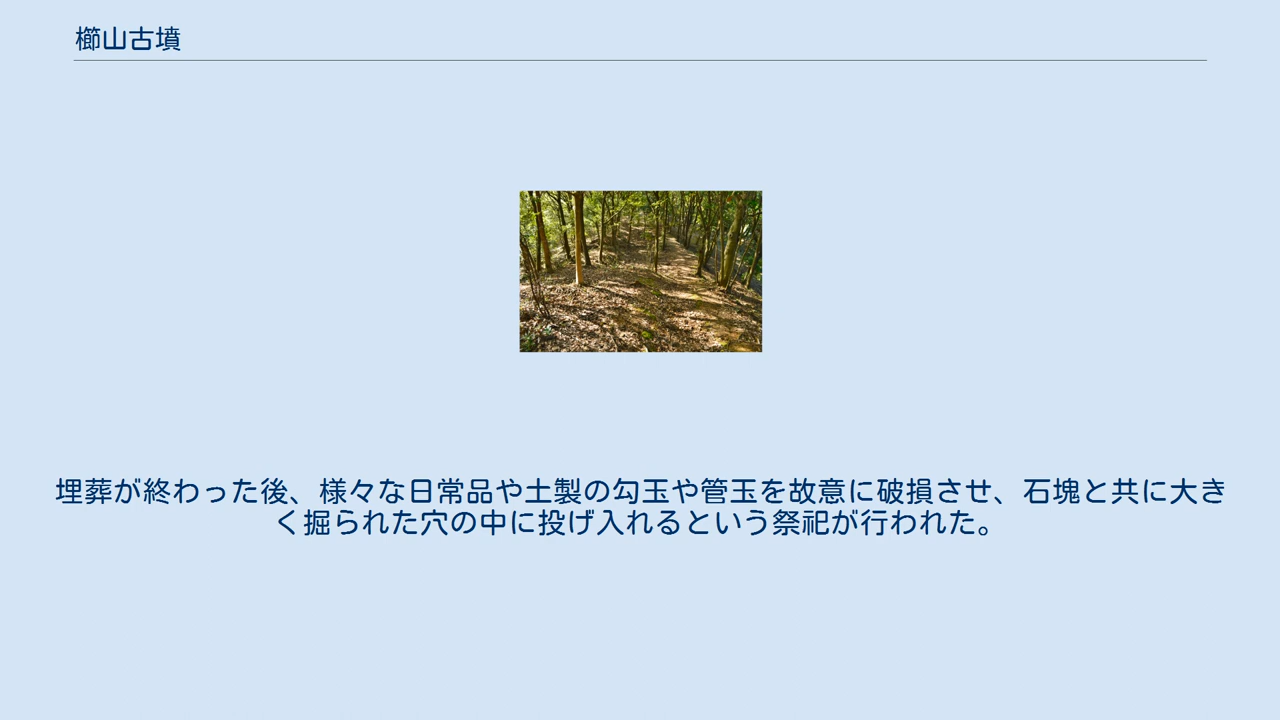 櫛山古墳
埋葬が終わった後、様々な日常品や土製の勾玉や管玉を故意に破損させ、石塊と共に大き
く掘られた穴の中に投げ入れるという祭祀が行われた。